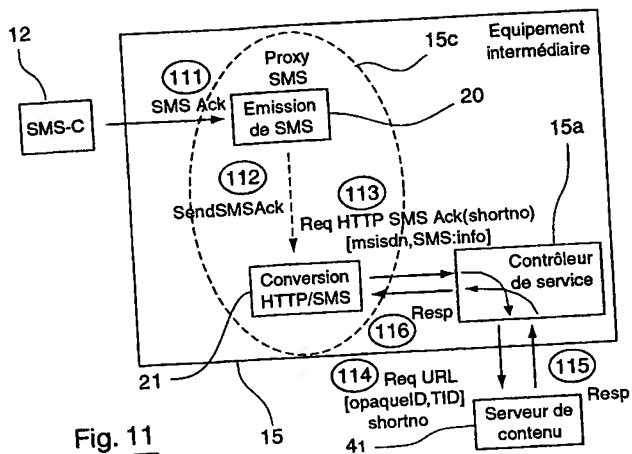 12
15c
Equipement
intermédiaire
Proxy
SMS
111
SMS Ack
20
SMS-C
Emission
de SMS
15a
112
113
SendSMSAck
Req HTTP SMS Ack(shortno)
[msisdn,SMS:info]
Conversion
HTTP/SMS
Contrôleur
de service
Resp
116
21
15
114
Req URL
[opaqueID,TID]
shortno
115
Resp
Serveur de
contenu
41
Fig. 11